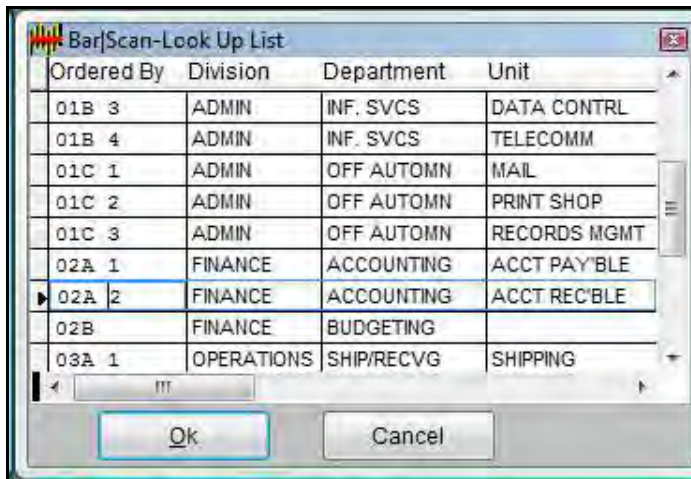 Bar|Scan-Look Up List
Ordered By Division Department Unit
01B 3 ADMIN INF. SVCS DATA CONTRL
01B 4 ADMIN INF. SVCS TELECOMM
01C 1 ADMIN OFF AUTOMN MAIL
01C 2 ADMIN OFF AUTOMN PRINT SHOP
01C 3 ADMIN OFF AUTOMN RECORDS MGMT
02A 1 FINANCE ACCOUNTING ACCT PAY'BLE
02A 2 FINANCE ACCOUNTING ACCT REC'BLE
02B FINANCE BUDGETING
03A 1 OPERATIONS SHIP/RECVG SHIPPING
Ok Cancel